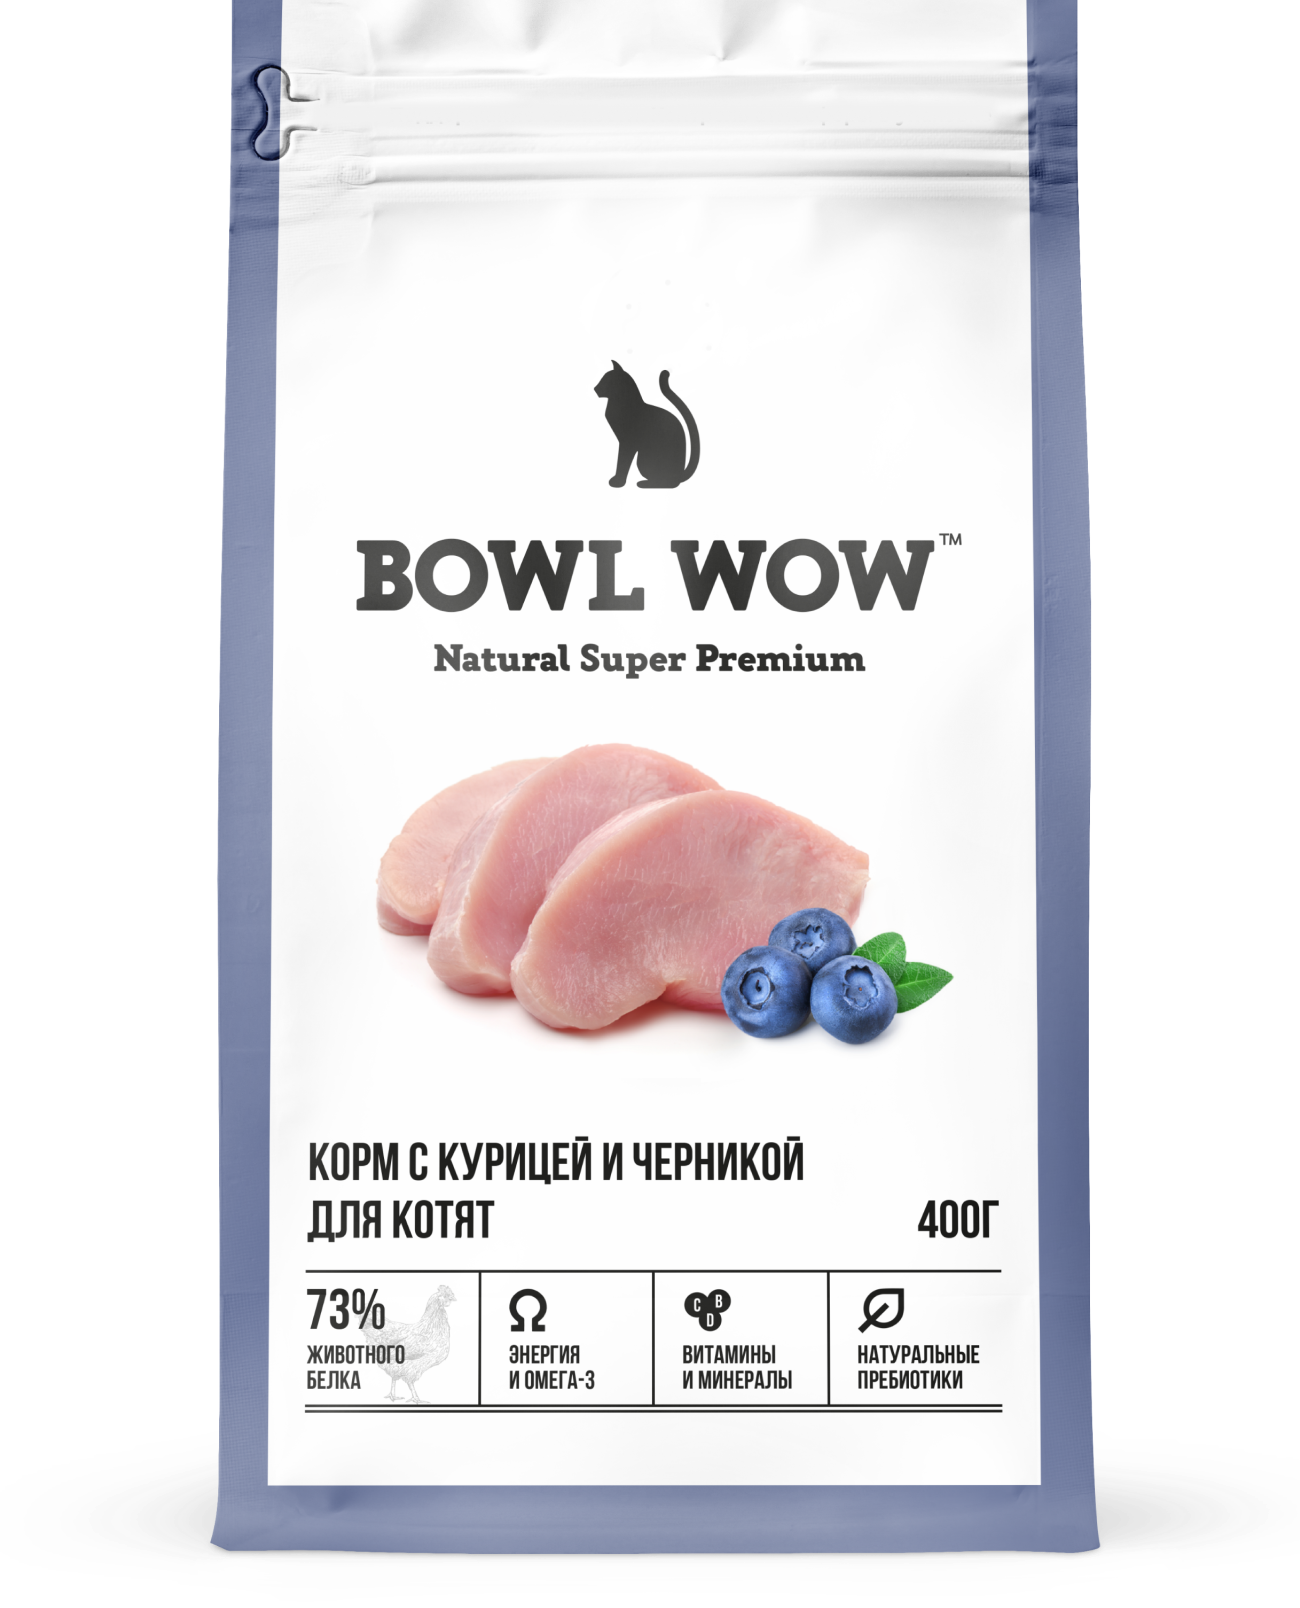 BOWL WOW™
Natural Super Premium
КОРМ С КУРИЦЕЙ И ЧЕРНИКОЙ
ДЛЯ КОТЯТ
400Г
73%
ЖИВОТНОГО
БЕЛКА
Ω
ЭНЕРГИЯ
И ОМЕГА-3
C B
D
ВИТАМИНЫ
И МИНЕРАЛЫ
НАТУРАЛЬНЫЕ
ПРЕБИОТИКИ